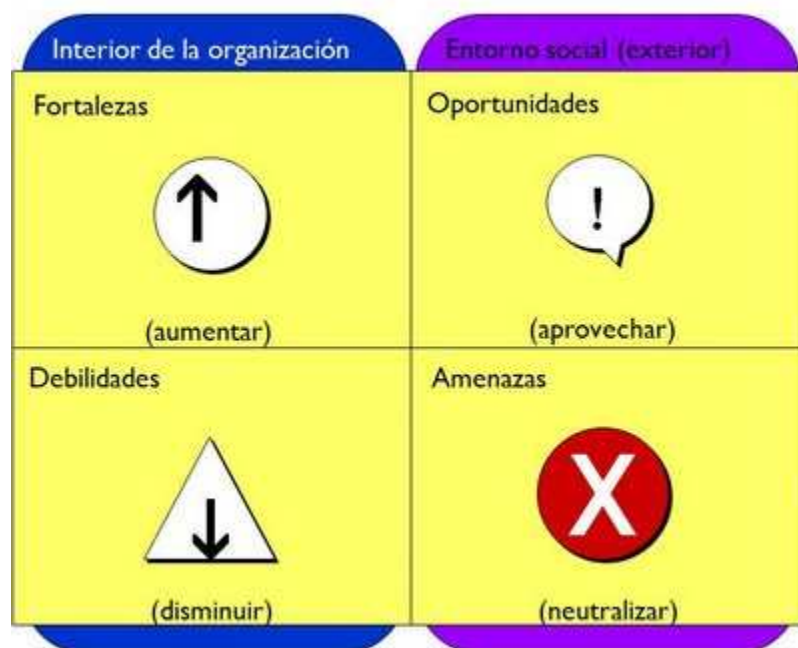 Interior de la organización
Entorno social (exterior)
Fortalezas
Oportunidades
!
(aumentar)
(aprovechar)
Debilidades
Amenazas
X
(disminuir)
(neutralizar)